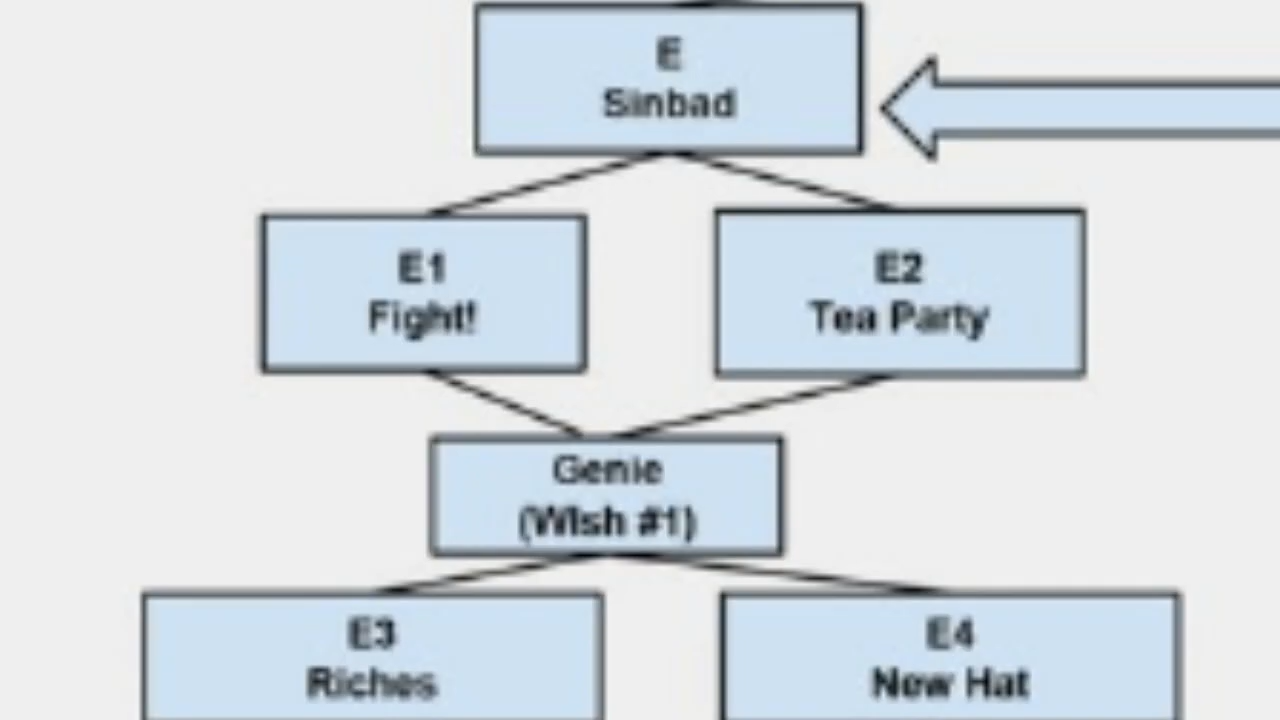 E
Sinbad
E1
Fight!
E2
Tea Party
Genie
(Wish #1)
E3
Riches
E4
New Hat